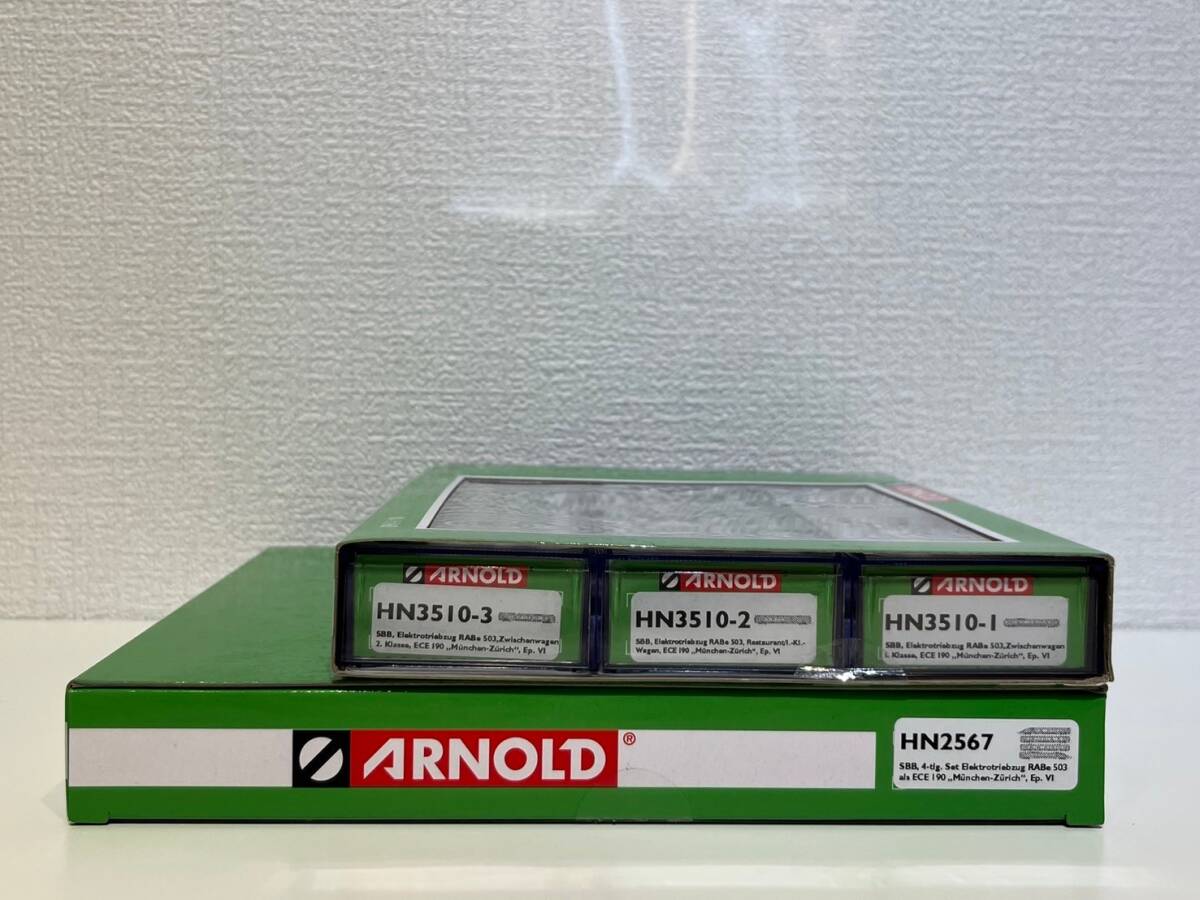 ARNOLD
HN3510-3
SBB, Elektrotriebzug RABe 503,Zwischenwagen
2. Klasse, ECE 190 „München-Zürich“, Ep. VI
ARNOLD
HN3510-2
SBB, Elektrotriebzug RABe 503, Restaurant/1.-Kl.-
Wagen, ECE 190 „München-Zürich“, Ep. VI
ARNOLD
HN3510-1
SBB, Elektrotriebzug RABe 503,Zwischenwagen
1. Klasse, ECE 190 „München-Zürich“, Ep. VI
ARNOLD®
HN2567
SBB, 4-tlg. Set Elektrotriebzug RABe 503
als ECE 190 „München-Zürich“, Ep. VI